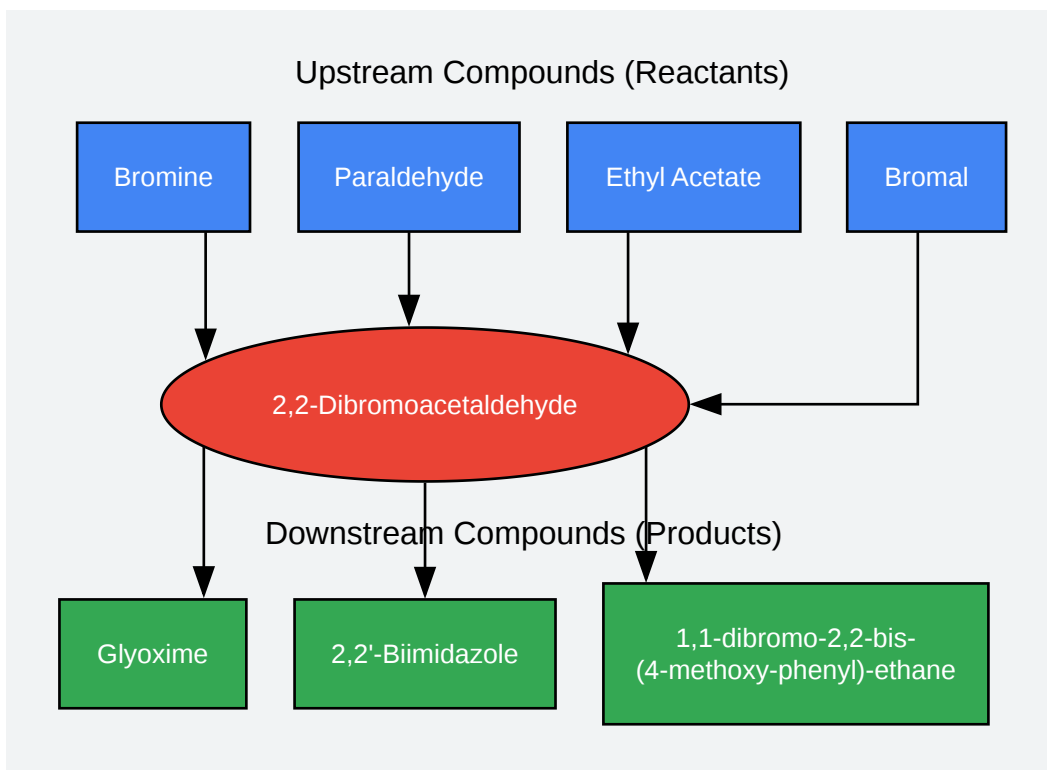 Upstream Compounds (Reactants)
Bromine
Paraldehyde
Ethyl Acetate
Bromal
2,2-Dibromoacetaldehyde
Downstream Compounds (Products)
Glyoxime
2,2'-Biimidazole
1,1-dibromo-2,2-bis-
(4-methoxy-phenyl)-ethane